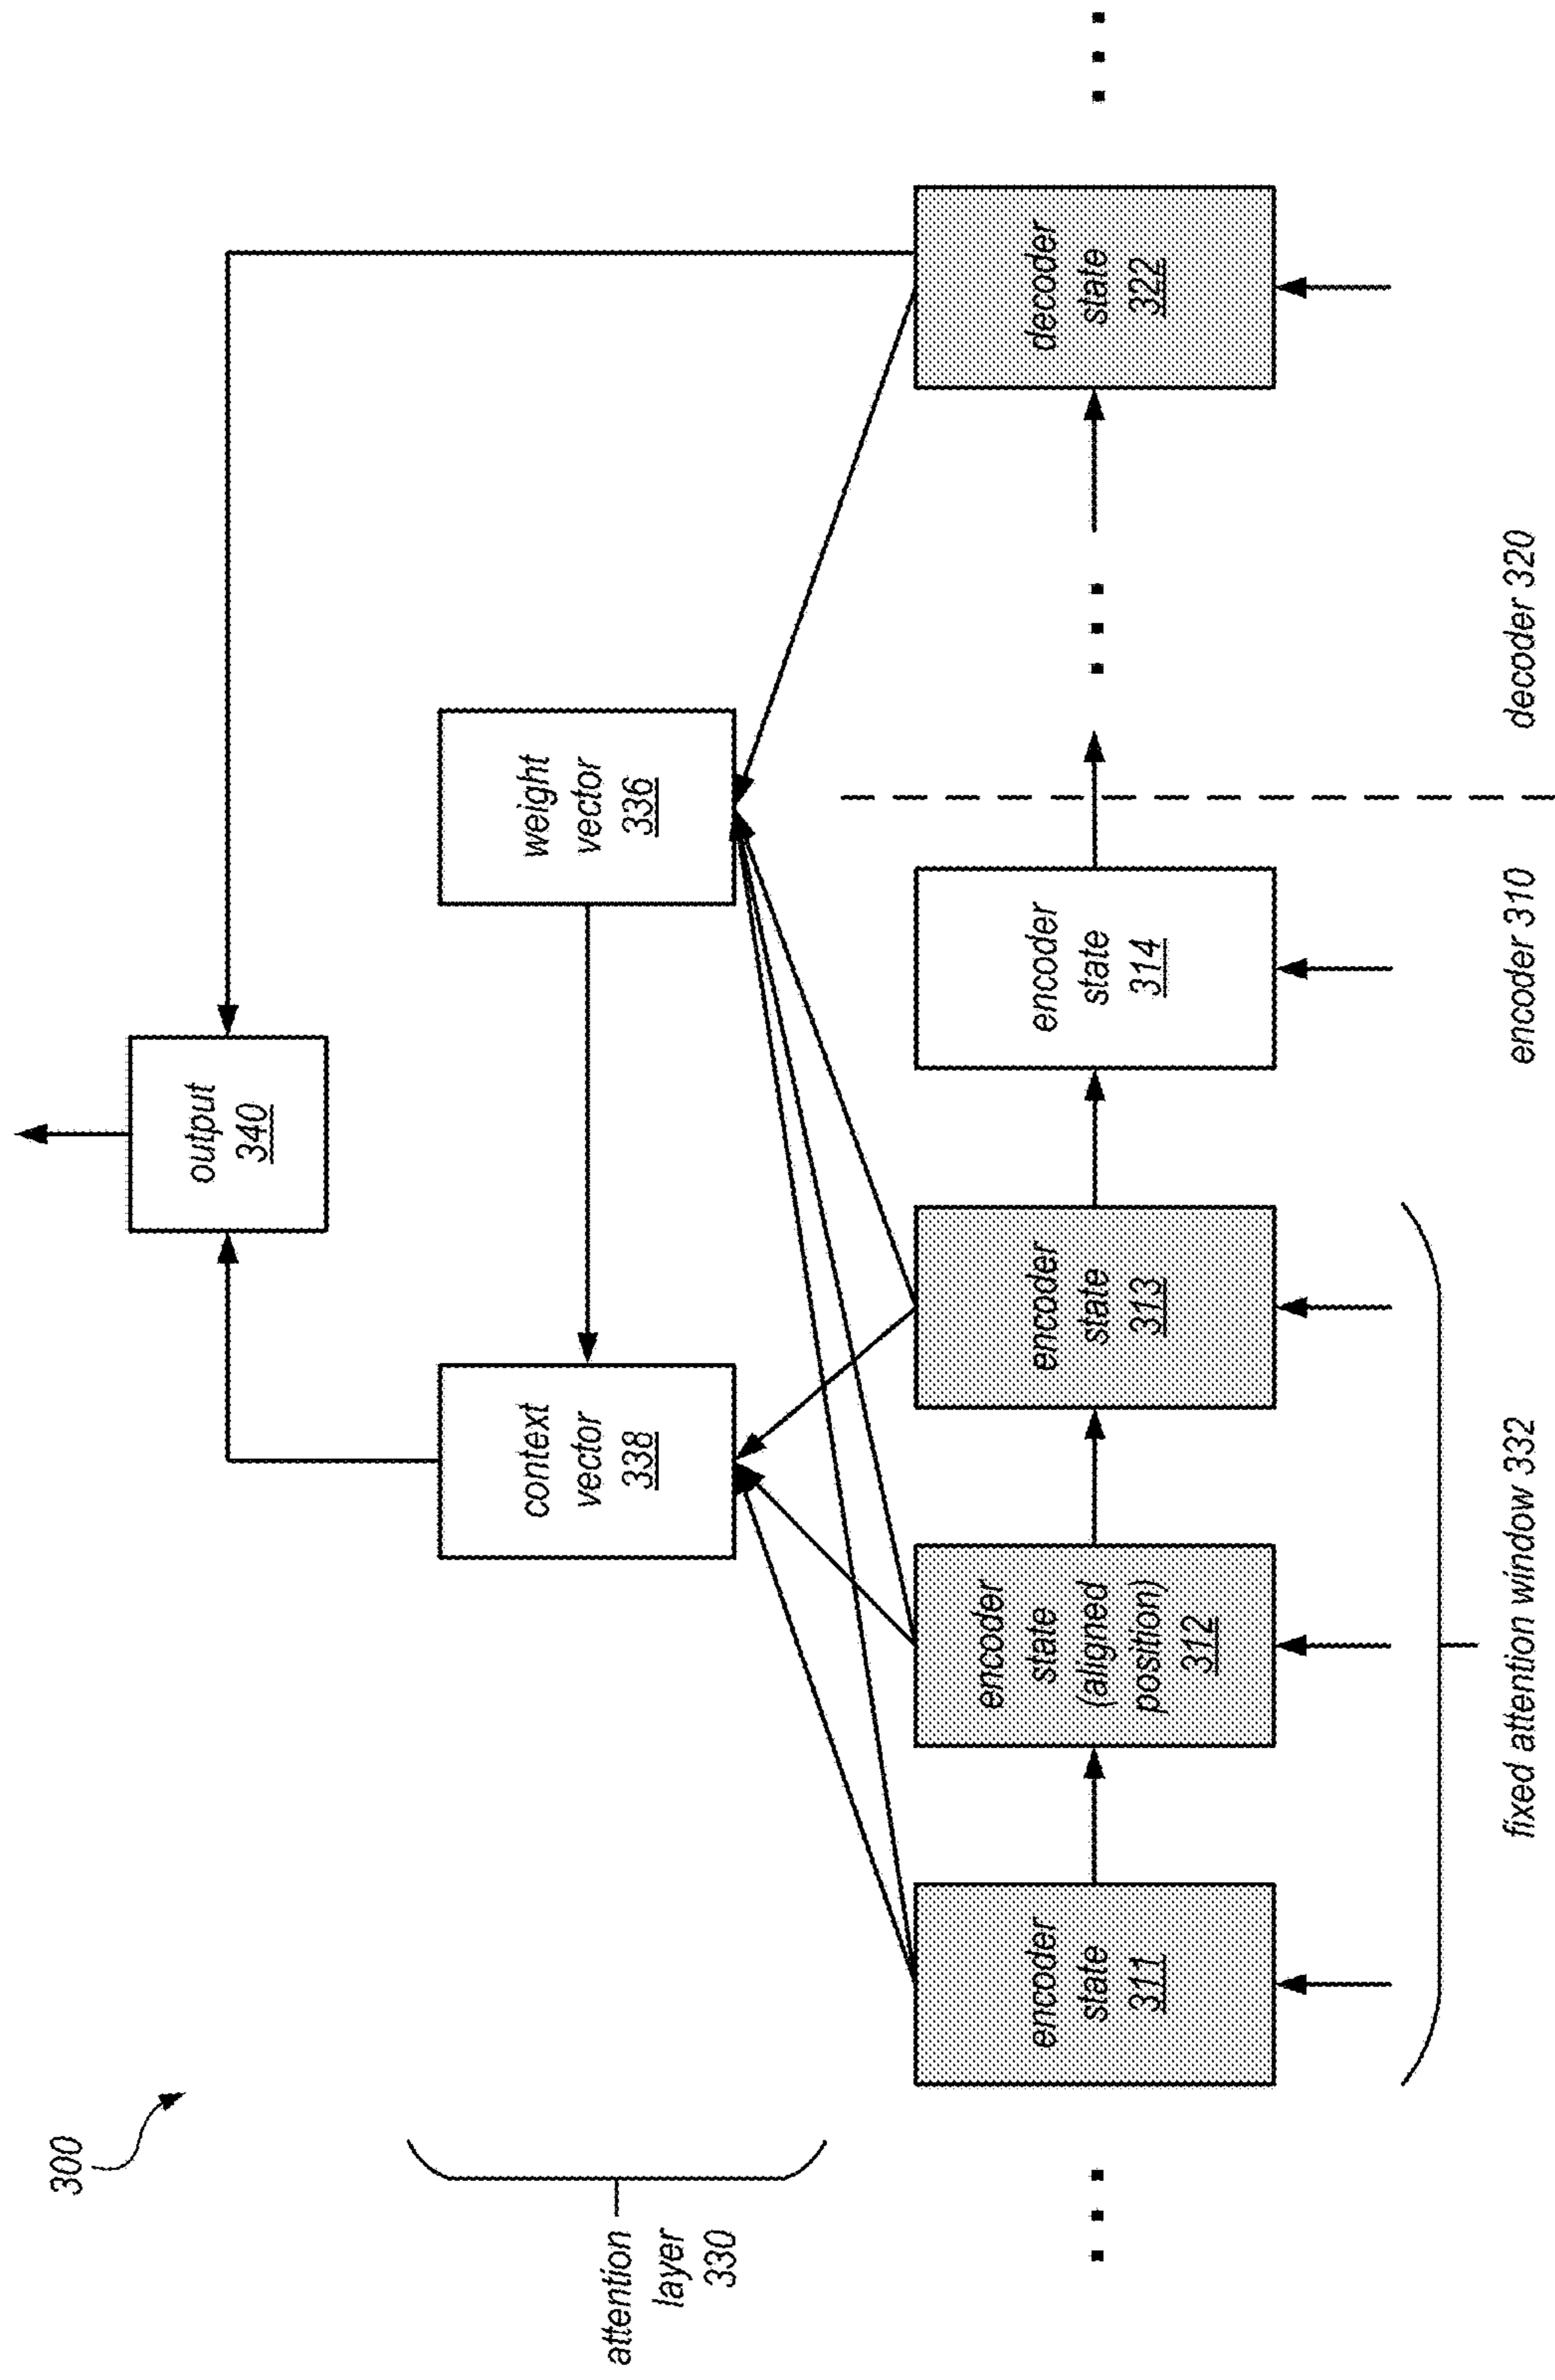 300
output
340
attention
layer
330
context
vector
338
weight
vector
336
encoder
state
311
encoder
state
(aligned
position)
312
encoder
state
313
encoder
state
314
decoder
state
322
fixed attention window 332
encoder 310
decoder 320